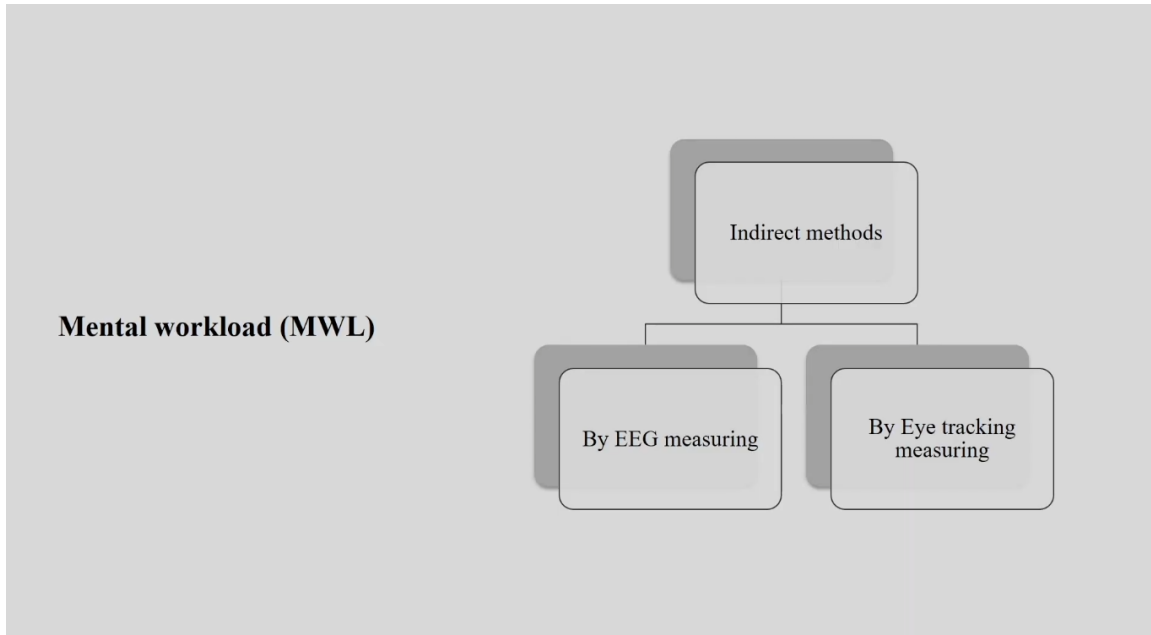 Mental workload (MWL)
Indirect methods
By EEG measuring
By Eye tracking
measuring